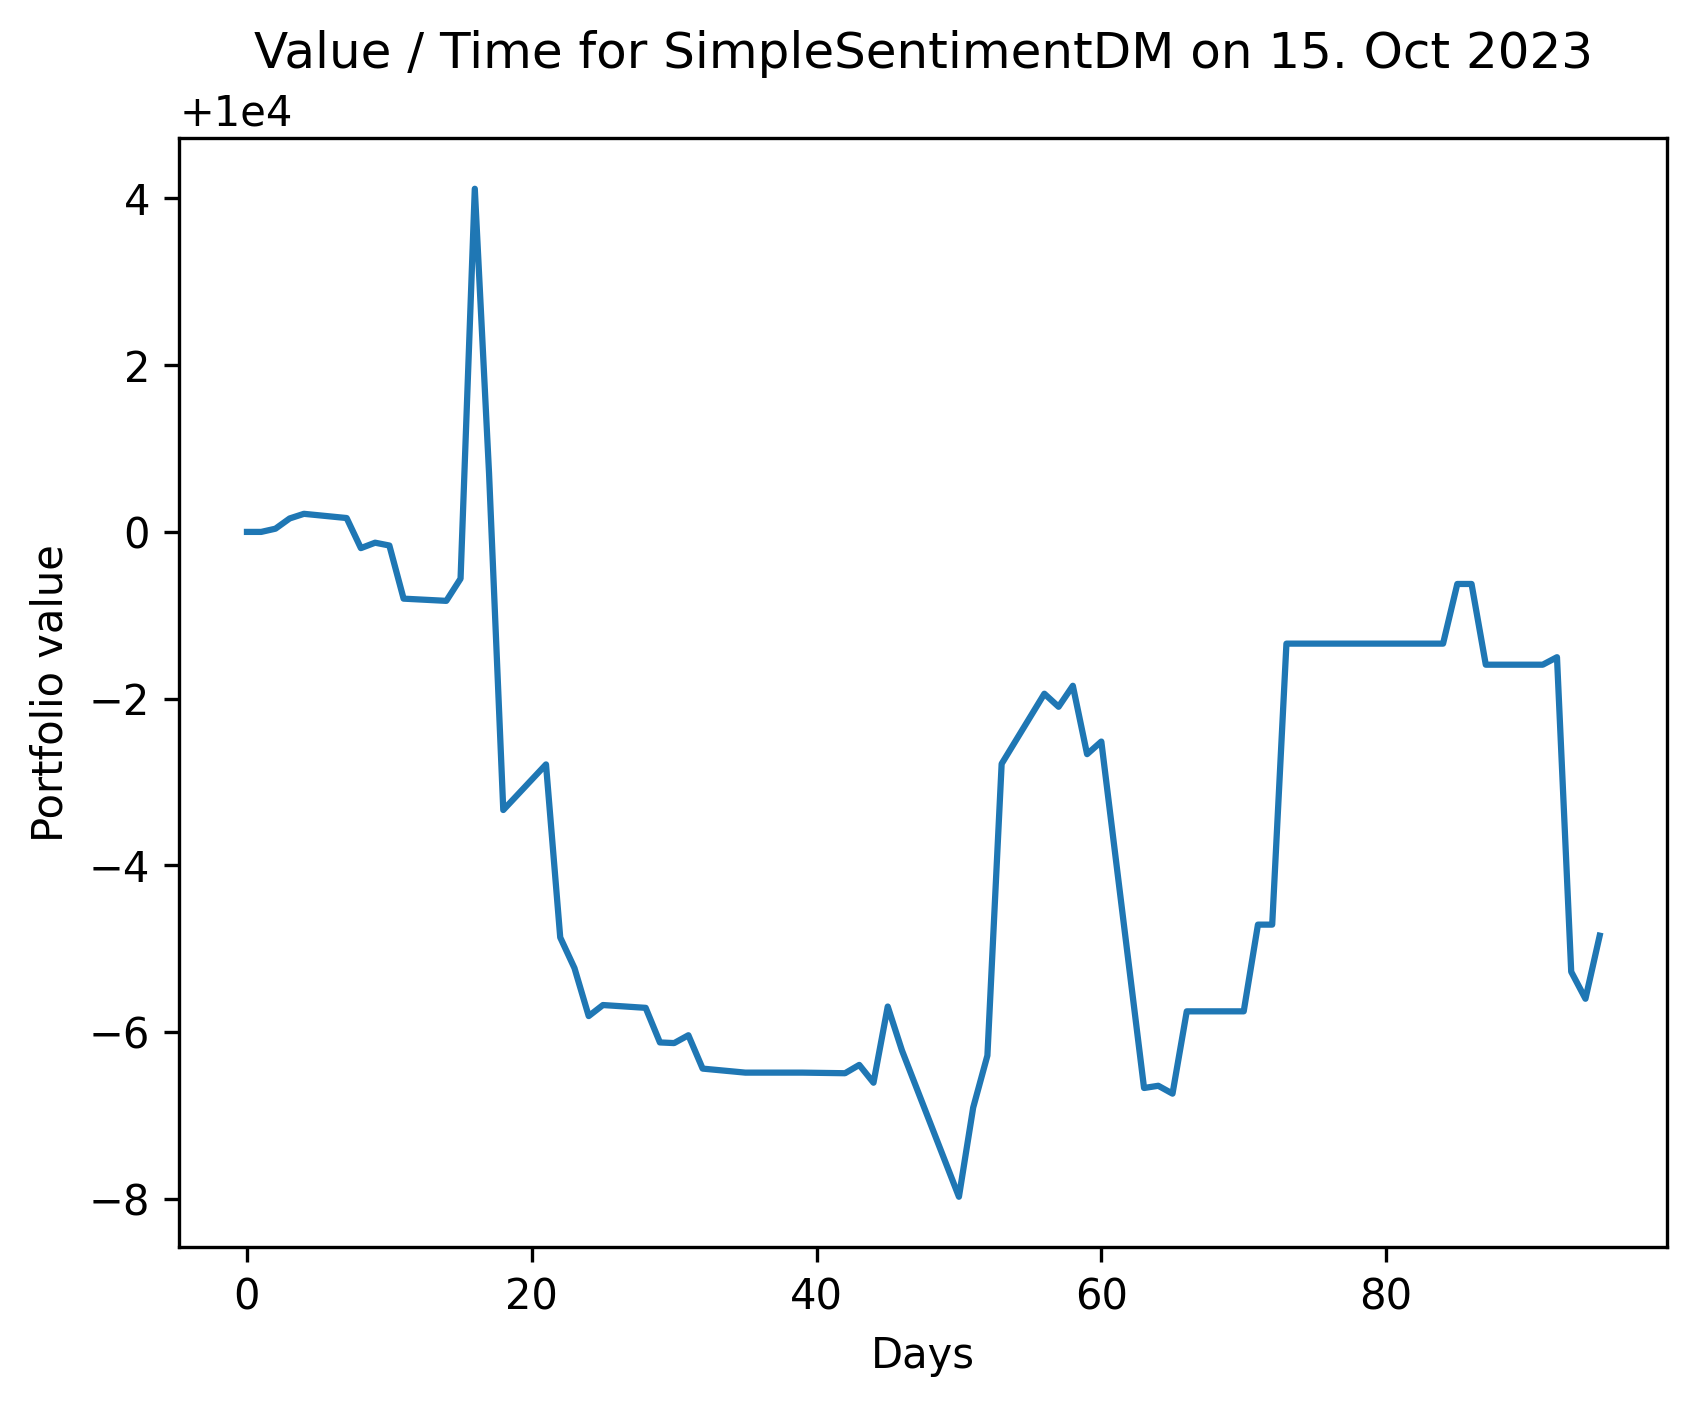 Value / Time for SimpleSentimentDM on 15. Oct 2023
+1e4
4
2
0
−2
−4
−6
−8
Portfolio value
0 20 40 60 80
Days